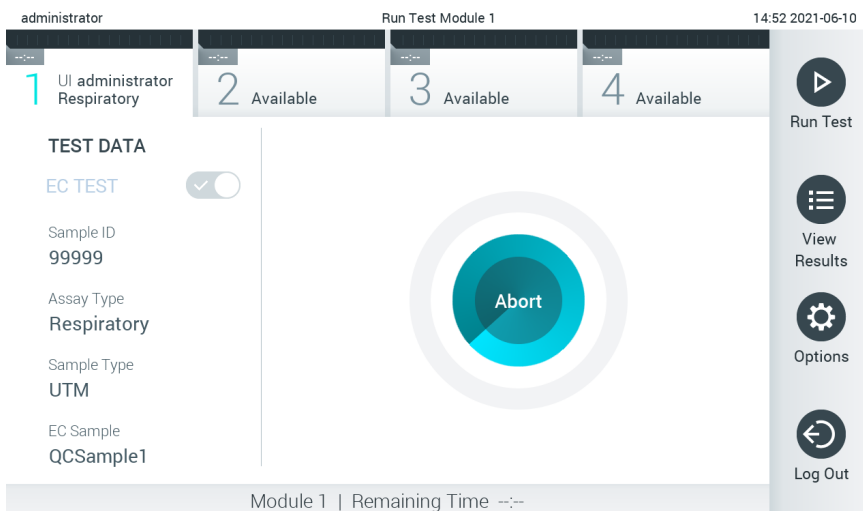 administrator
Run Test Module 1
14:52 2021-06-10
--:--
1
UI administrator
Respiratory
--:--
2
Available
--:--
3
Available
--:--
4
Available
TEST DATA
EC TEST
Sample ID
99999
Assay Type
Respiratory
Sample Type
UTM
EC Sample
QCSample1
Abort
Module 1 | Remaining Time --:--
Run Test
View
Results
Options
Log Out